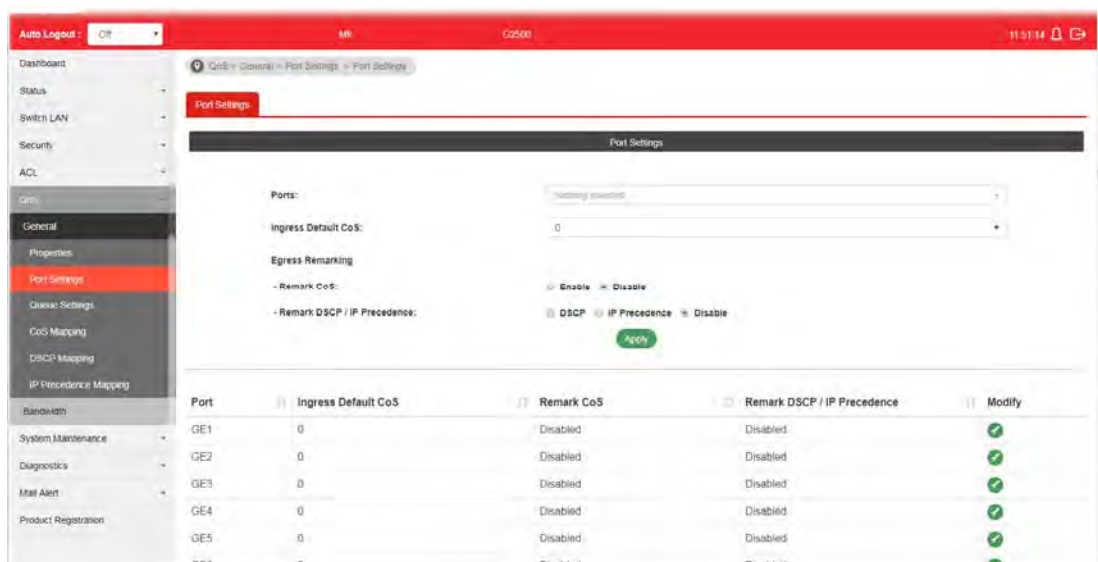 Auto Logout : Off G2500 11:51:14
Dashboard
Status
Switch LAN
Security
ACL
QoS
General
Properties
Port Settings
Queue Settings
CoS Mapping
DSCP Mapping
IP Precedence Mapping
Bandwidth
System Maintenance
Diagnostics
Mail Alert
Product Registration
QoS > General > Port Settings > Port Settings
Port Settings
Port Settings
Ports: Nothing selected
Ingress Default CoS: 0
Egress Remarking
- Remark CoS: Enable Disable
- Remark DSCP / IP Precedence: DSCP IP Precedence Disable
Apply
Port Ingress Default CoS Remark CoS Remark DSCP / IP Precedence Modify
GE1 0 Disabled Disabled
GE2 0 Disabled Disabled
GE3 0 Disabled Disabled
GE4 0 Disabled Disabled
GE5 0 Disabled Disabled